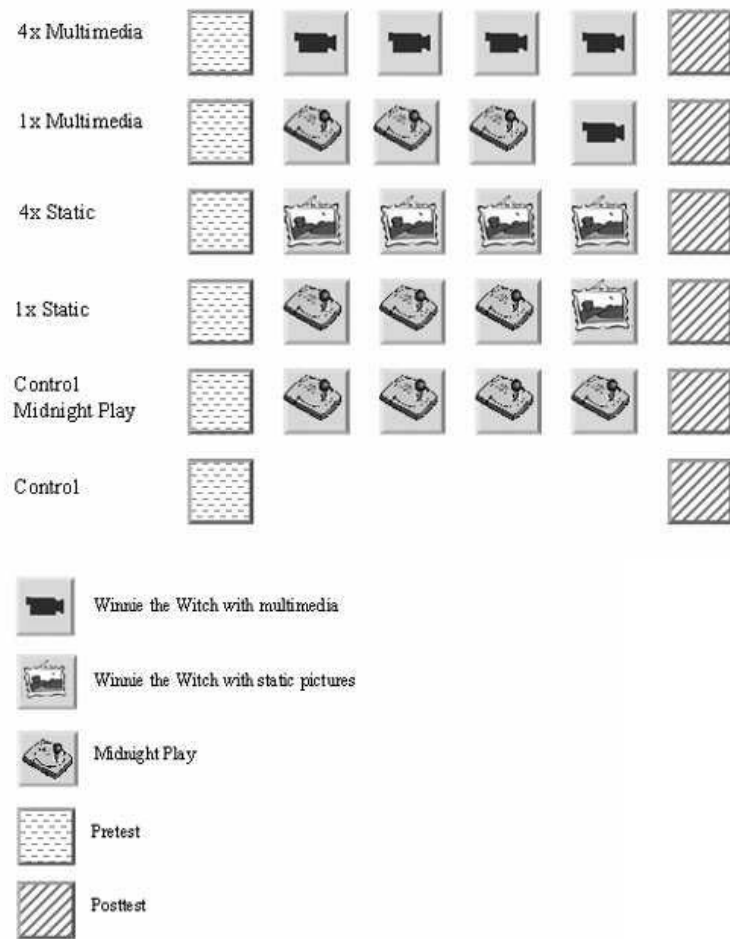 4x Multimedia
1x Multimedia
4x Static
1x Static
Control
Midnight Play
Control
Winnie the Witch with multimedia
Winnie the Witch with static pictures
Midnight Play
Pretest
Posttest